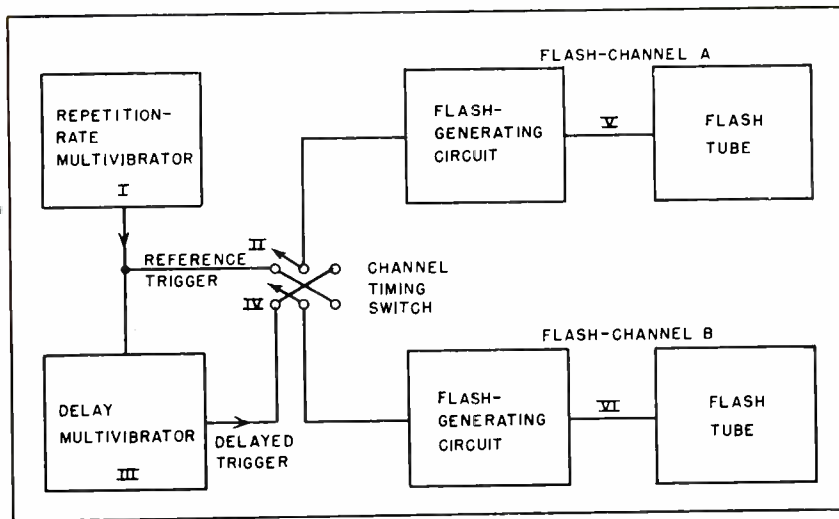 FLASH-CHANNEL A
REPETITION-
RATE
MULTIVIBRATOR
I
FLASH-
GENERATING
CIRCUIT
V
FLASH
TUBE
II
REFERENCE
TRIGGER
CHANNEL
TIMING
SWITCH
IV
FLASH-CHANNEL B
DELAY
MULTIVIBRATOR
III
DELAYED
TRIGGER
FLASH-
GENERATING
CIRCUIT
VI
FLASH
TUBE